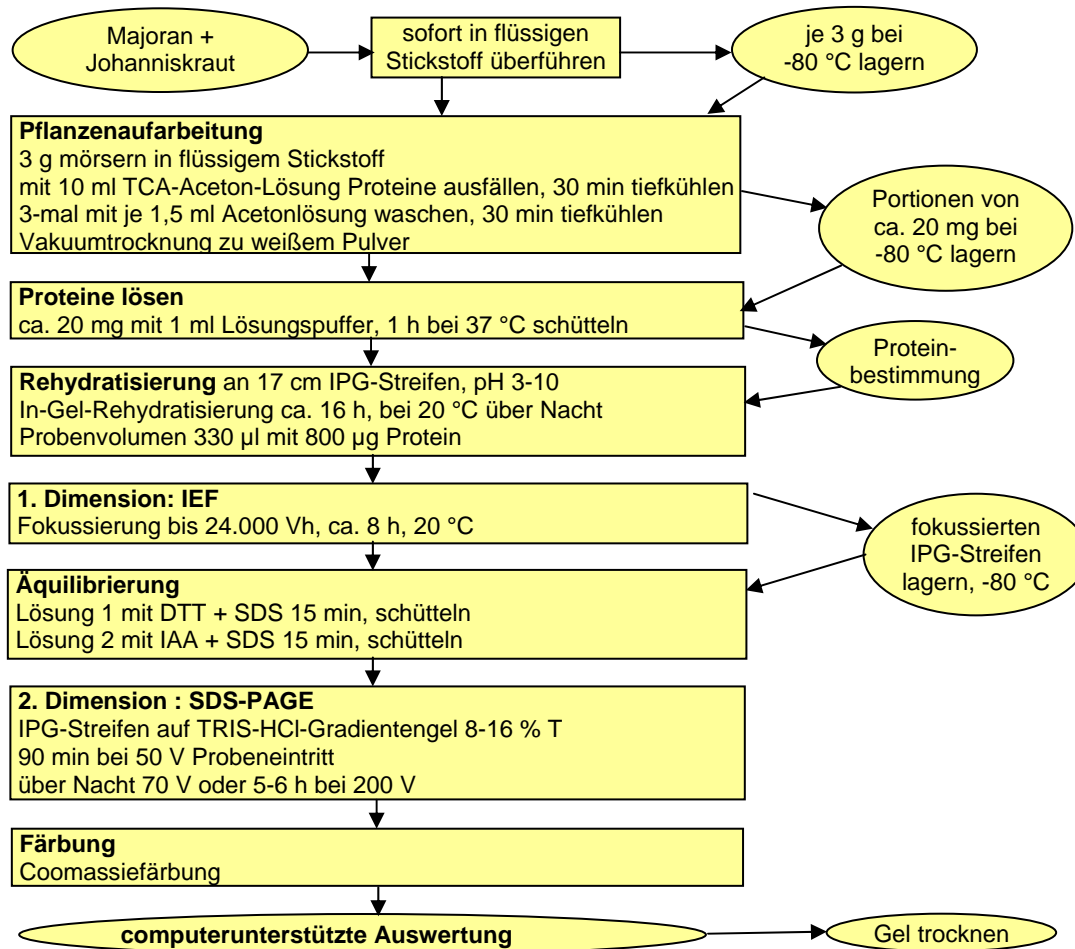 Majoran +
Johanniskraut
sofort in flüssigen
Stickstoff überführen
je 3 g bei
-80 °C lagern
Pflanzenaufarbeitung
3 g mörsern in flüssigem Stickstoff
mit 10 ml TCA-Aceton-Lösung Proteine ausfällen, 30 min tiefkühlen
3-mal mit je 1,5 ml Acetonlösung waschen, 30 min tiefkühlen
Vakuumtrocknung zu weißem Pulver
Portionen von
ca. 20 mg bei
-80 °C lagern
Proteine lösen
ca. 20 mg mit 1 ml Lösungspuffer, 1 h bei 37 °C schütteln
Protein-
bestimmung
Rehydratisierung an 17 cm IPG-Streifen, pH 3-10
In-Gel-Rehydratisierung ca. 16 h, bei 20 °C über Nacht
Probenvolumen 330 µl mit 800 µg Protein
1. Dimension: IEF
Fokussierung bis 24.000 Vh, ca. 8 h, 20 °C
fokussierten
IPG-Streifen
lagern, -80 °C
Äquilibrierung
Lösung 1 mit DTT + SDS 15 min, schütteln
Lösung 2 mit IAA + SDS 15 min, schütteln
2. Dimension : SDS-PAGE
IPG-Streifen auf TRIS-HCl-Gradientengel 8-16 % T
90 min bei 50 V Probeneintritt
über Nacht 70 V oder 5-6 h bei 200 V
Färbung
Coomassiefärbung
computerunterstützte Auswertung
Gel trocknen